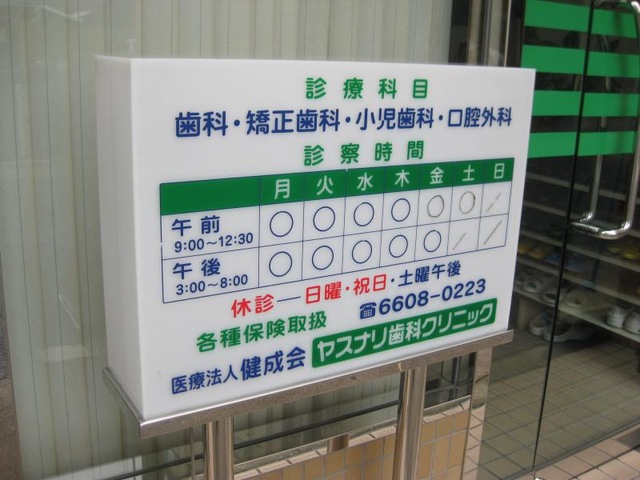 診療科目
歯科・矯正歯科・小児歯科・口腔外科
診察時間
月 火 水 木 金 土 日
午前 9:00〜12:30 ○ ○ ○ ○ ○ ○ /
午後 3:00〜8:00 ○ ○ ○ ○ ○ / /
休診―日曜・祝日・土曜午後
各種保険取扱 ☎6608-0223
医療法人健成会 ヤスナリ歯科クリニック